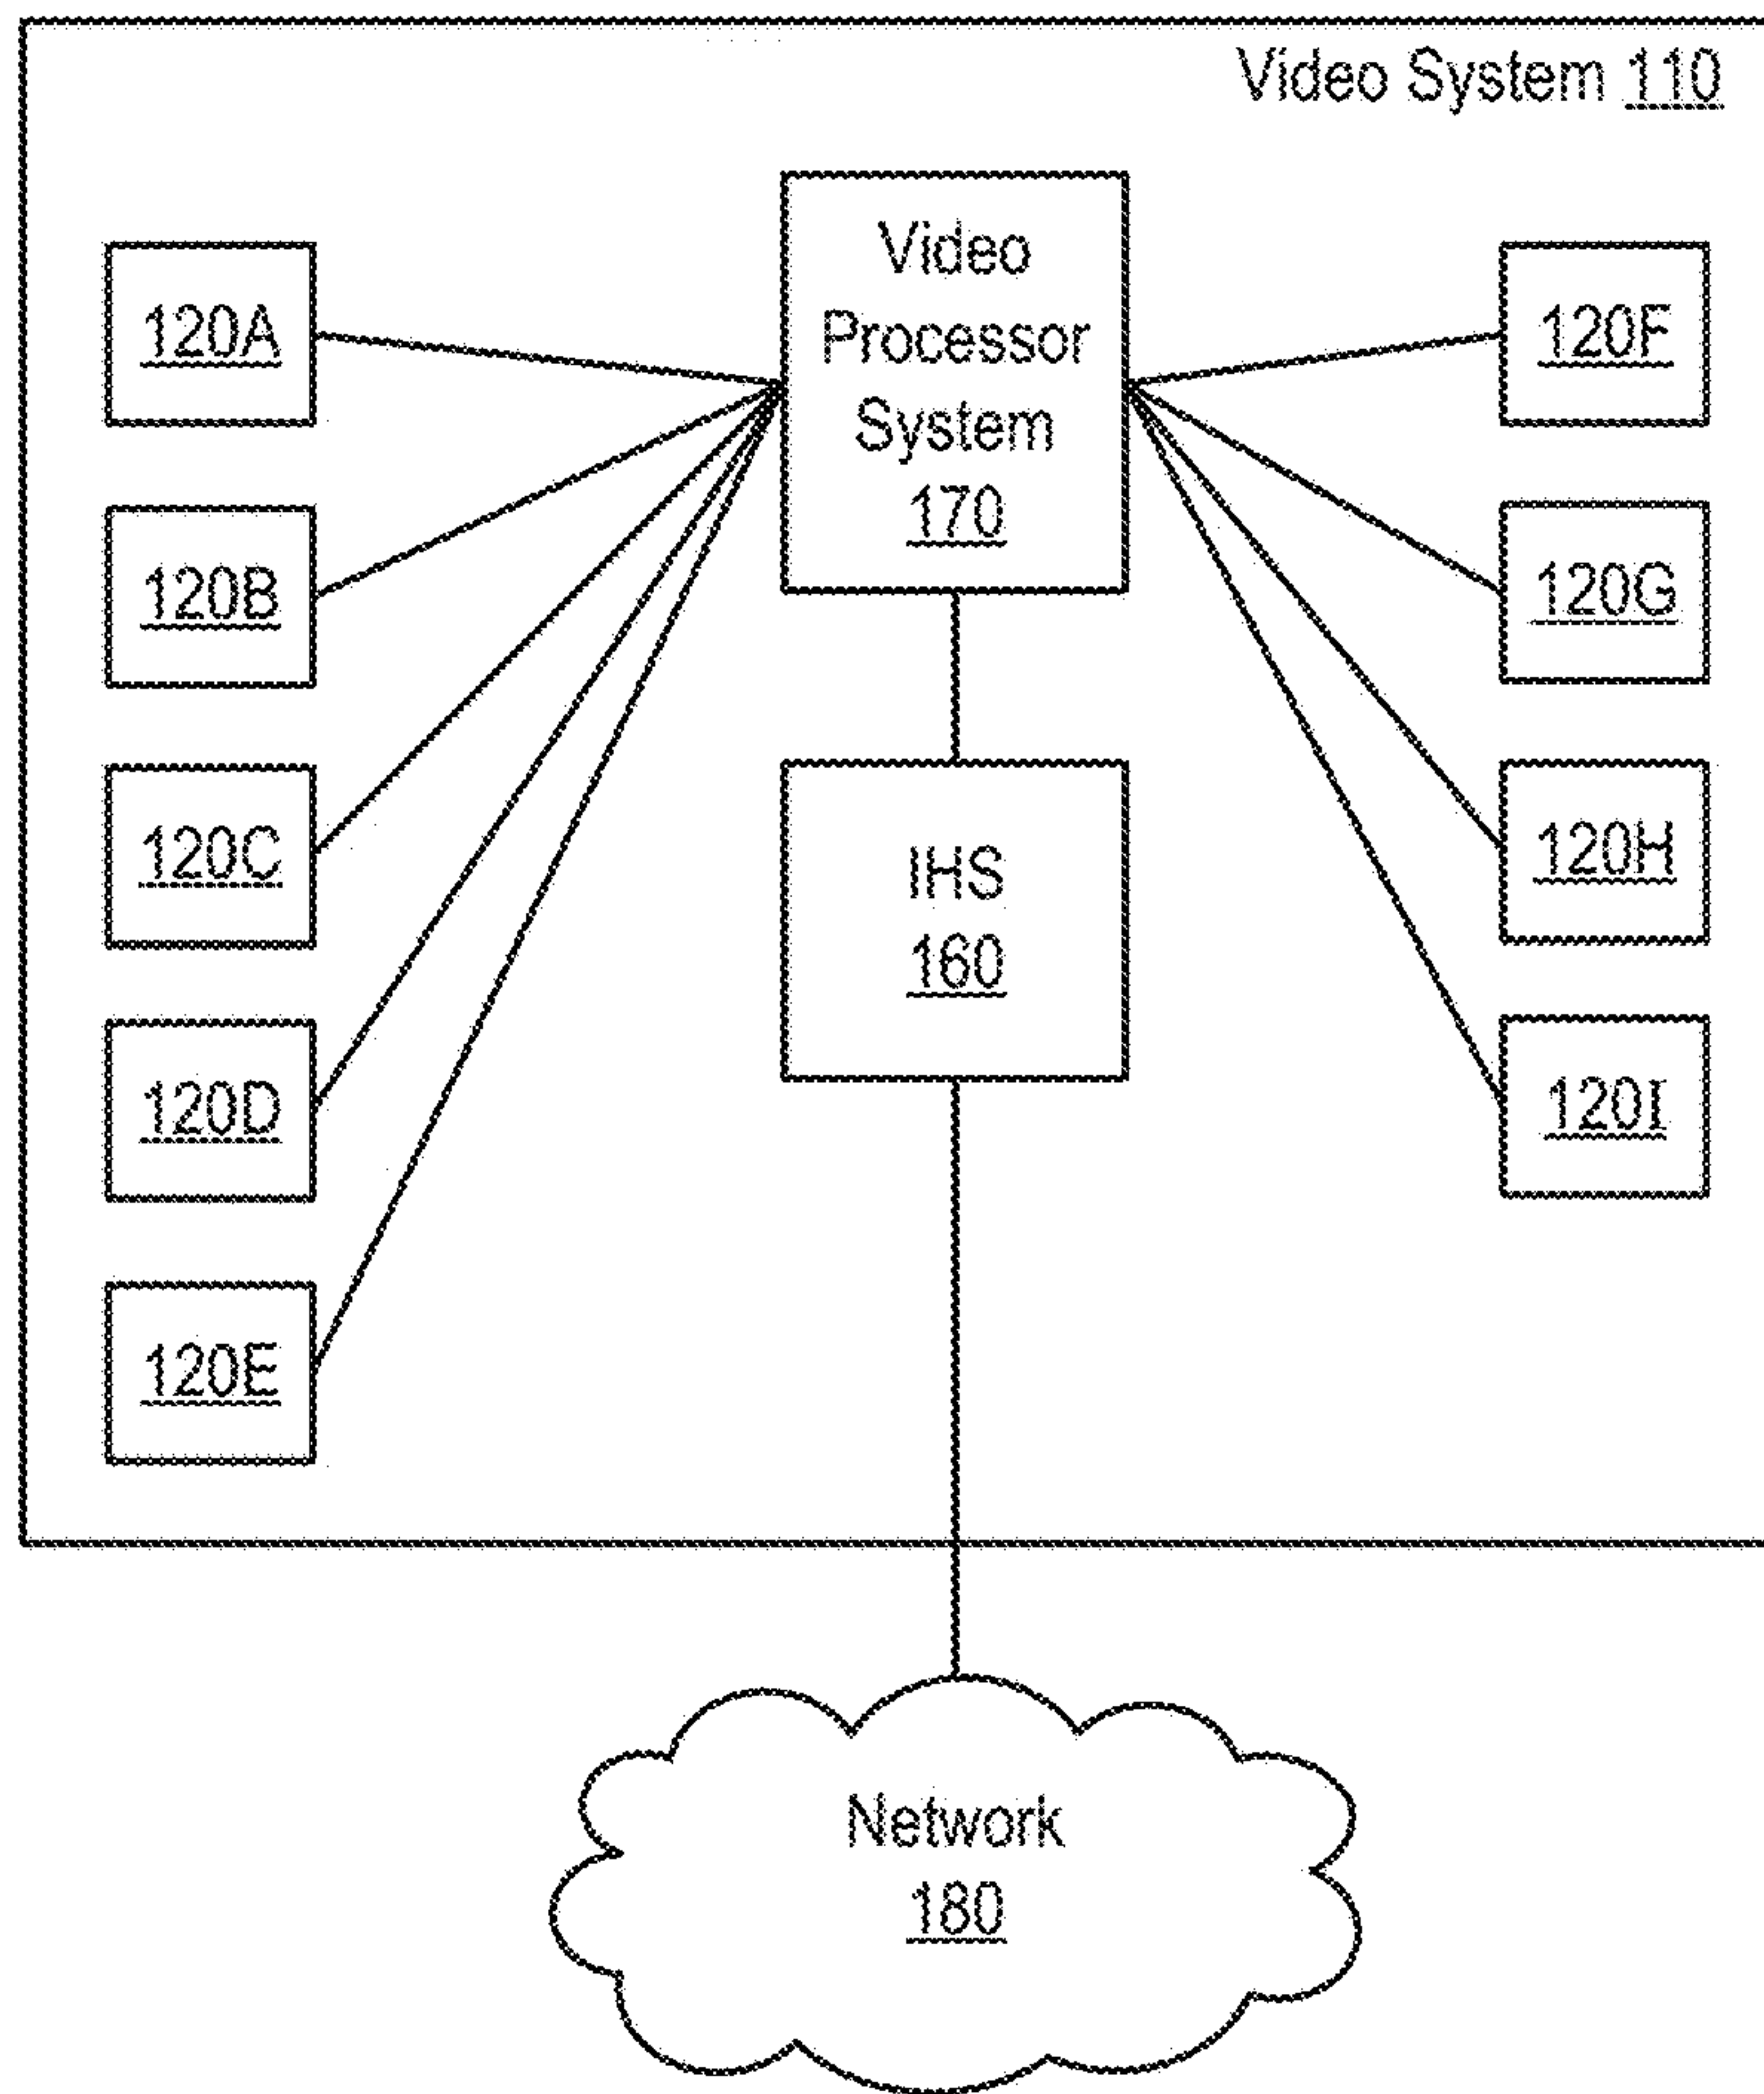 Video System 110
Video
Processor
System
170
120A
120B
120C
120D
120E
120F
120G
120H
120I
IHS
160
Network
180